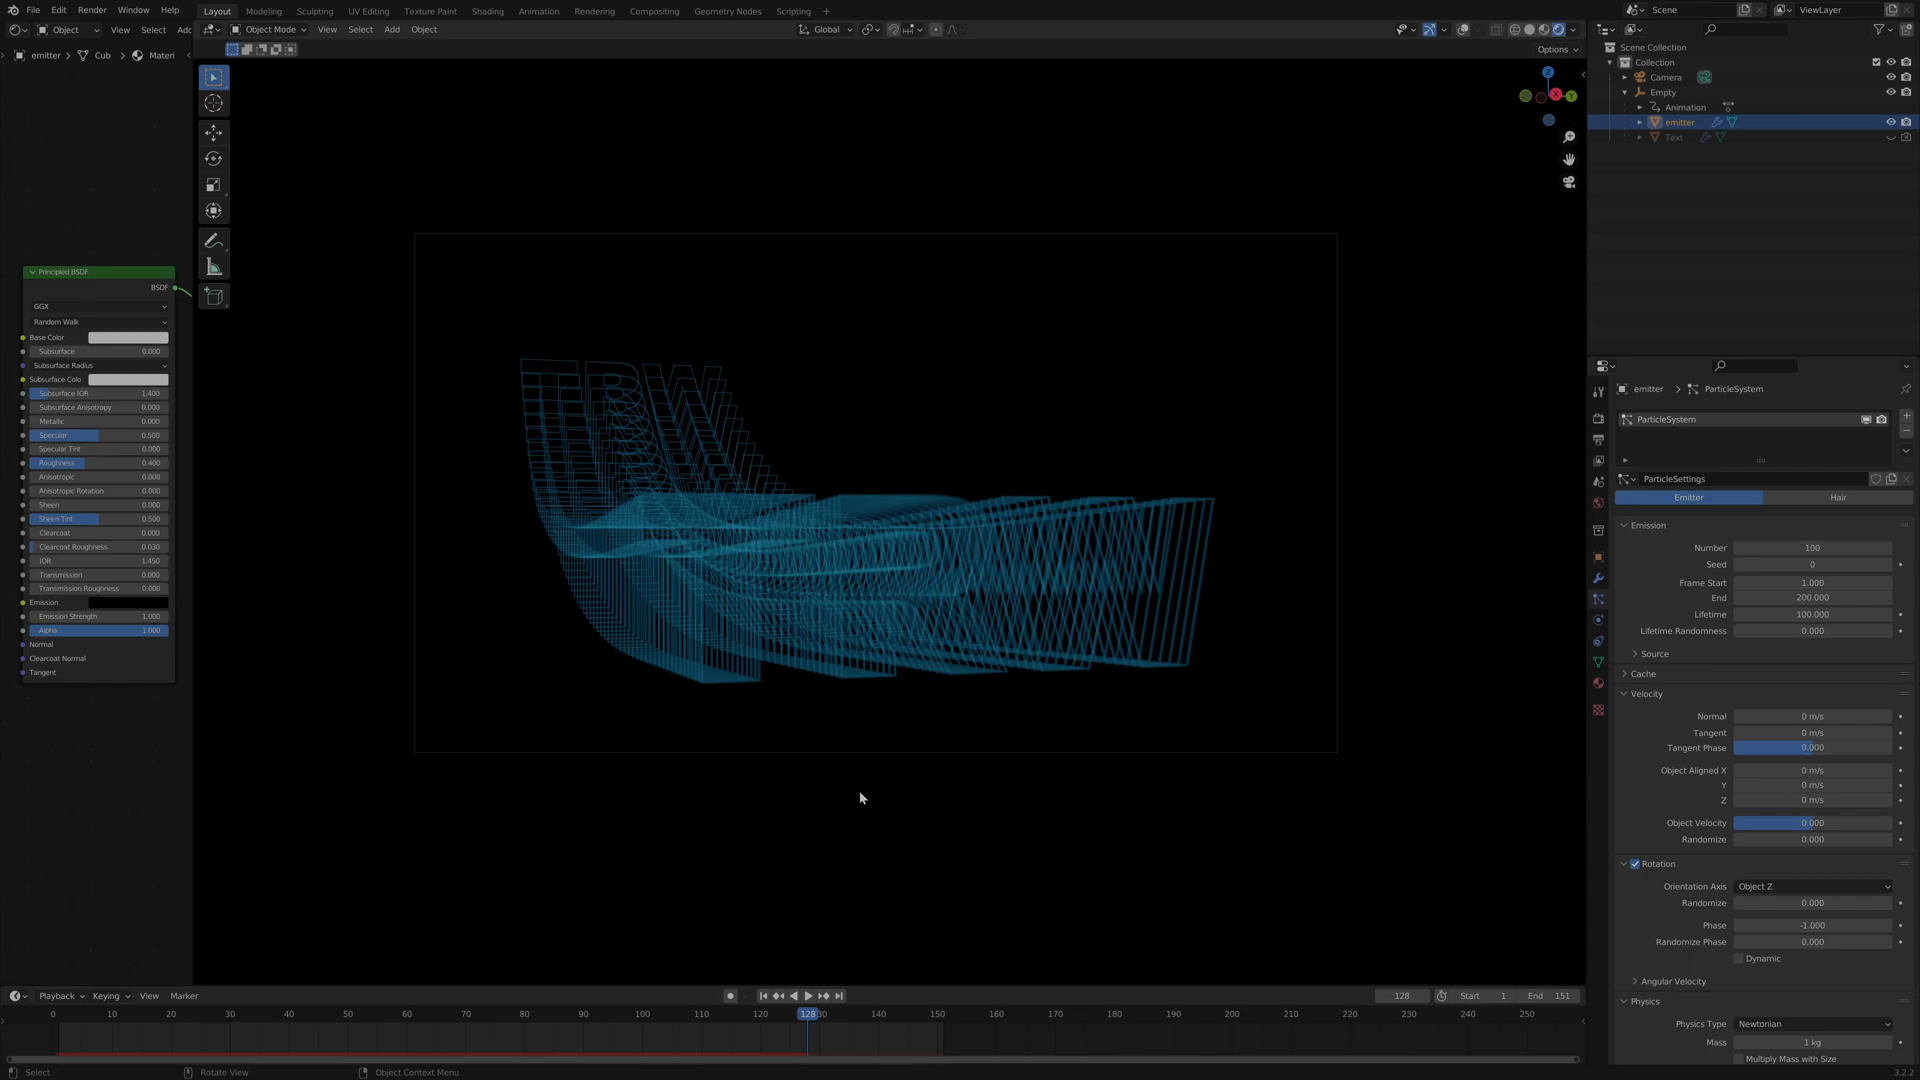 File Edit Render Window Help
Layout Modeling Sculpting UV Editing Texture Paint Shading Animation Rendering Compositing Geometry Nodes Scripting +
Scene
ViewLayer
Object View Select Add
Object Mode View Select Add Object
Global
Options
emitter > Cub > Materi
Z
X
Y
Principled BSDF
BSDF
GGX
Random Walk
Base Color
Subsurface 0.000
Subsurface Radius
Subsurface Colo
Subsurface IOR 1.400
Subsurface Anisotropy 0.000
Metallic 0.000
Specular 0.500
Specular Tint 0.000
Roughness 0.400
Anisotropic 0.000
Anisotropic Rotation 0.000
Sheen 0.000
Sheen Tint 0.500
Clearcoat 0.000
Clearcoat Roughness 0.030
IOR 1.450
Transmission 0.000
Transmission Roughness 0.000
Emission
Emission Strength 1.000
Alpha 1.000
Normal
Clearcoat Normal
Tangent
Scene Collection
Collection
Camera
Empty
Animation
emitter
Text
emitter > ParticleSystem
ParticleSystem
ParticleSettings
Emitter Hair
Emission
Number 100
Seed 0
Frame Start 1.000
End 200.000
Lifetime 100.000
Lifetime Randomness 0.000
Source
Cache
Velocity
Normal 0 m/s
Tangent 0 m/s
Tangent Phase 0.000
Object Aligned X 0 m/s
Y 0 m/s
Z 0 m/s
Object Velocity 0.000
Randomize 0.000
Rotation
Orientation Axis Object Z
Randomize 0.000
Phase -1.000
Randomize Phase 0.000
Dynamic
Angular Velocity
Physics
Physics Type Newtonian
Mass 1 kg
Multiply Mass with Size
Playback Keying View Marker
128 Start 1 End 151
0 10 20 30 40 50 60 70 80 90 100 110 120 128 140 150 160 170 180 190 200 210 220 230 240 250
Select Rotate View Object Context Menu 3.2.2